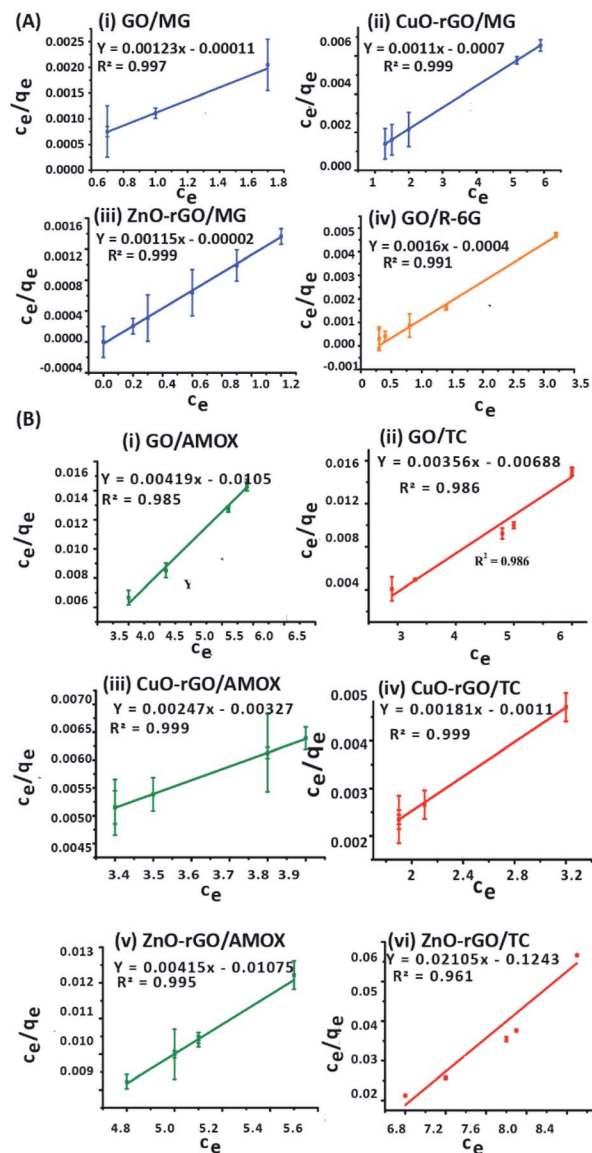 (A)
(i) GO/MG
Y = 0.00123x - 0.00011
R² = 0.997
0.0025
0.0020
0.0015
0.0010
0.0005
0.0000
cₑ/qₑ
0.6 0.8 1.0 1.2 1.4 1.6 1.8
cₑ
(ii) CuO-rGO/MG
Y = 0.0011x - 0.0007
R² = 0.999
0.006
0.004
0.002
0.000
cₑ/qₑ
1 2 3 4 5 6
cₑ
(iii) ZnO-rGO/MG
Y = 0.00115x - 0.00002
R² = 0.999
0.0016
0.0012
0.0008
0.0004
0.0000
-0.0004
cₑ/qₑ
0.0 0.2 0.4 0.6 0.8 1.0 1.2
cₑ
(iv) GO/R-6G
Y = 0.0016x - 0.0004
R² = 0.991
0.005
0.004
0.003
0.002
0.001
0.000
-0.001
cₑ/qₑ
0.5 1.0 1.5 2.0 2.5 3.0 3.5
cₑ
(B)
(i) GO/AMOX
Y = 0.00419x - 0.0105
R² = 0.985
0.016
0.014
0.012
0.010
0.008
0.006
Y
cₑ/qₑ
3.5 4.0 4.5 5.0 5.5 6.0 6.5
cₑ
(ii) GO/TC
Y = 0.00356x - 0.00688
R² = 0.986
R² = 0.986
0.016
0.012
0.008
0.004
cₑ/qₑ
3 4 5 6
cₑ
(iii) CuO-rGO/AMOX
Y = 0.00247x - 0.00327
R² = 0.999
0.0070
0.0065
0.0060
0.0055
0.0050
0.0045
cₑ/qₑ
3.4 3.5 3.6 3.7 3.8 3.9
cₑ
(iv) CuO-rGO/TC
Y = 0.00181x - 0.0011
R² = 0.999
0.005
0.004
0.003
0.002
cₑ/qₑ
2 2.4 2.8 3.2
cₑ
(v) ZnO-rGO/AMOX
Y = 0.00415x - 0.01075
R² = 0.995
0.013
0.012
0.010
0.009
cₑ/qₑ
4.8 5.0 5.2 5.4 5.6
cₑ
(vi) ZnO-rGO/TC
Y = 0.02105x - 0.1243
R² = 0.961
0.06
0.05
0.03
0.02
cₑ/qₑ
6.8 7.2 7.6 8.0 8.4
cₑ